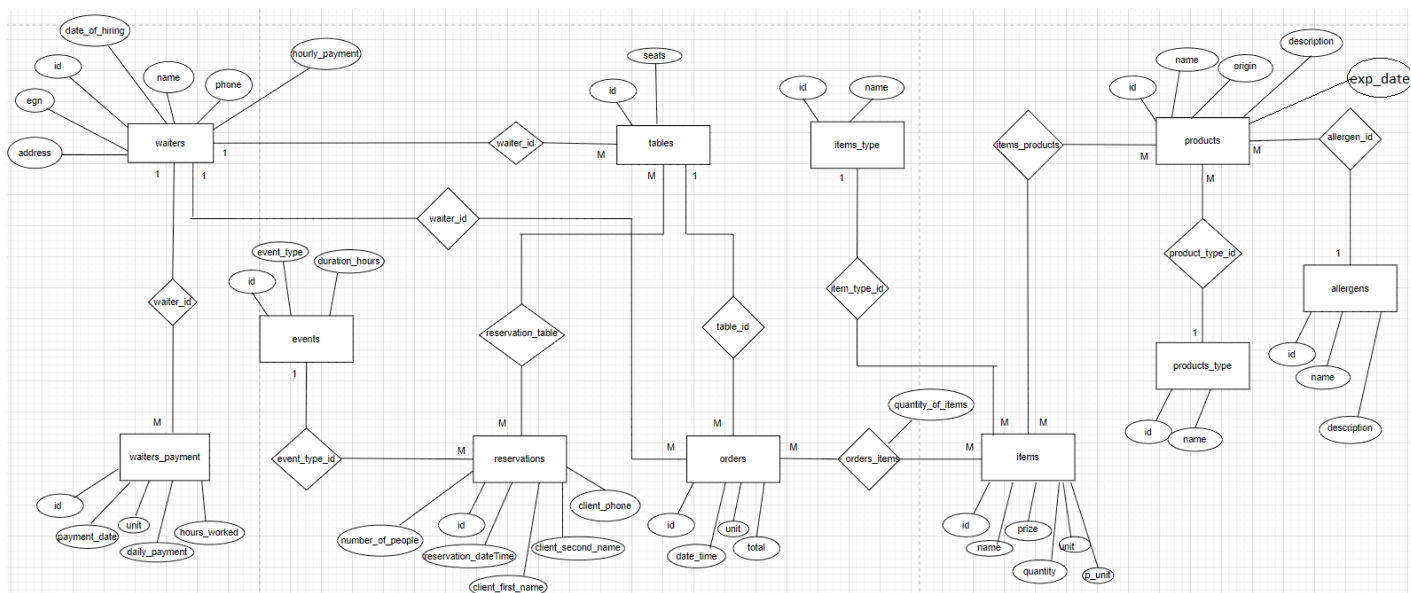 date_of_hiring
hourly_payment
id
name
phone
egn
address
waiters
1
1
1
waiter_id
M
seats
id
tables
M
1
id
name
items_type
1
items_products
description
name
origin
id
exp_date
products
M
M
M
allergen_id
waiter_id
event_type
duration_hours
id
events
1
waiter_id
reservation_table
table_id
item_type_id
product_type_id
1
products_type
id
name
1
allergens
id
name
description
M
waiters_payment
id
payment_date
unit
daily_payment
hours_worked
event_type_id
M
M
reservations
number_of_people
id
reservation_dateTime
client_first_name
client_second_name
client_phone
M
M
M
orders
id
date_time
unit
total
quantity_of_items
orders_items
M
M
M
items
id
name
prize
quantity
unit
p_unit